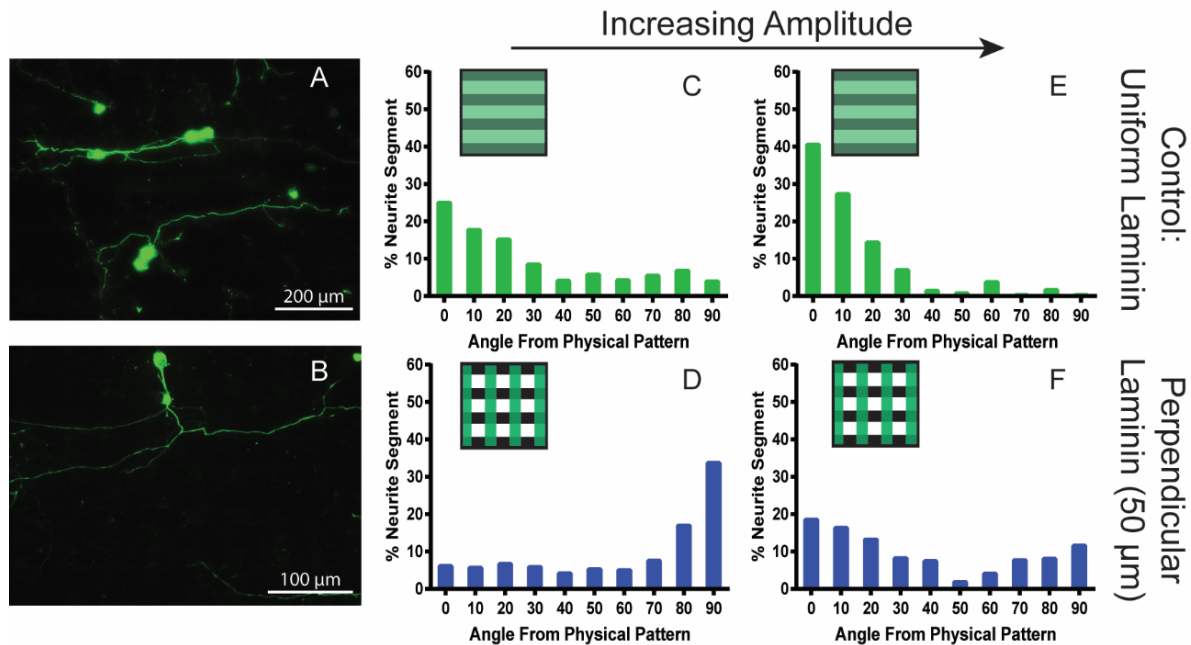 Increasing Amplitude
A
200 µm
B
100 µm
C
% Neurite Segment
60
50
40
30
20
10
0
0 10 20 30 40 50 60 70 80 90
Angle From Physical Pattern
E
% Neurite Segment
60
50
40
30
20
10
0
0 10 20 30 40 50 60 70 80 90
Angle From Physical Pattern
Control:
Uniform Laminin
D
% Neurite Segment
60
50
40
30
20
10
0
0 10 20 30 40 50 60 70 80 90
Angle From Physical Pattern
F
% Neurite Segment
60
50
40
30
20
10
0
0 10 20 30 40 50 60 70 80 90
Angle From Physical Pattern
Perpendicular
Laminin (50 µm)